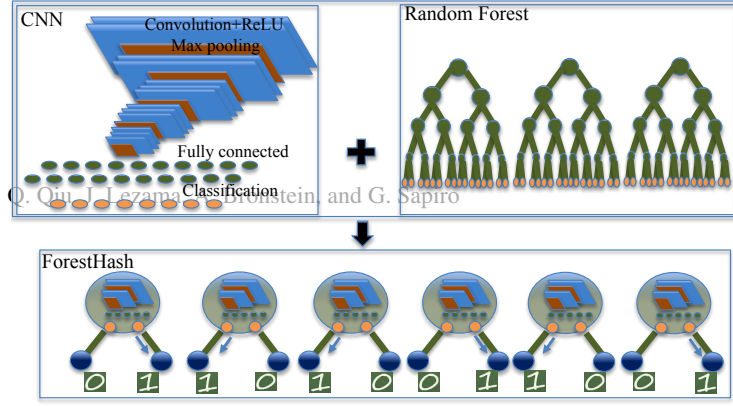 CNN
Convolution+ReLU
Max pooling
Fully connected
Classification
Random Forest
Q. Qiu, J. Lezama, A. Bronstein, and G. Sapiro
ForestHash
0 1 1 0 1 0 0 1 1 0 0 1